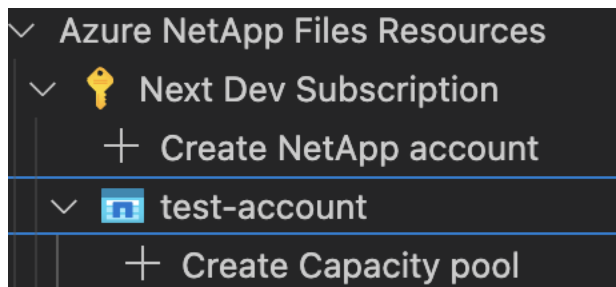 Azure NetApp Files Resources
Next Dev Subscription
Create NetApp account
test-account
Create Capacity pool